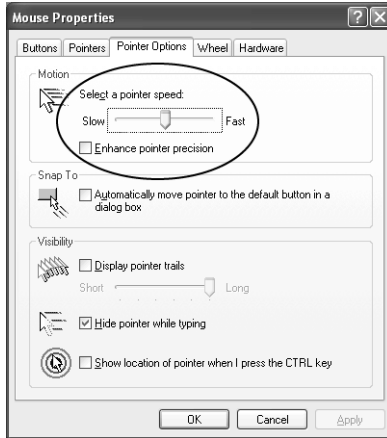 Mouse Properties
Buttons Pointers Pointer Options Wheel Hardware
Motion
Select a pointer speed:
Slow Fast
Enhance pointer precision
Snap To
Automatically move pointer to the default button in a
dialog box
Visibility
Display pointer trails
Short Long
Hide pointer while typing
Show location of pointer when I press the CTRL key
OK Cancel Apply